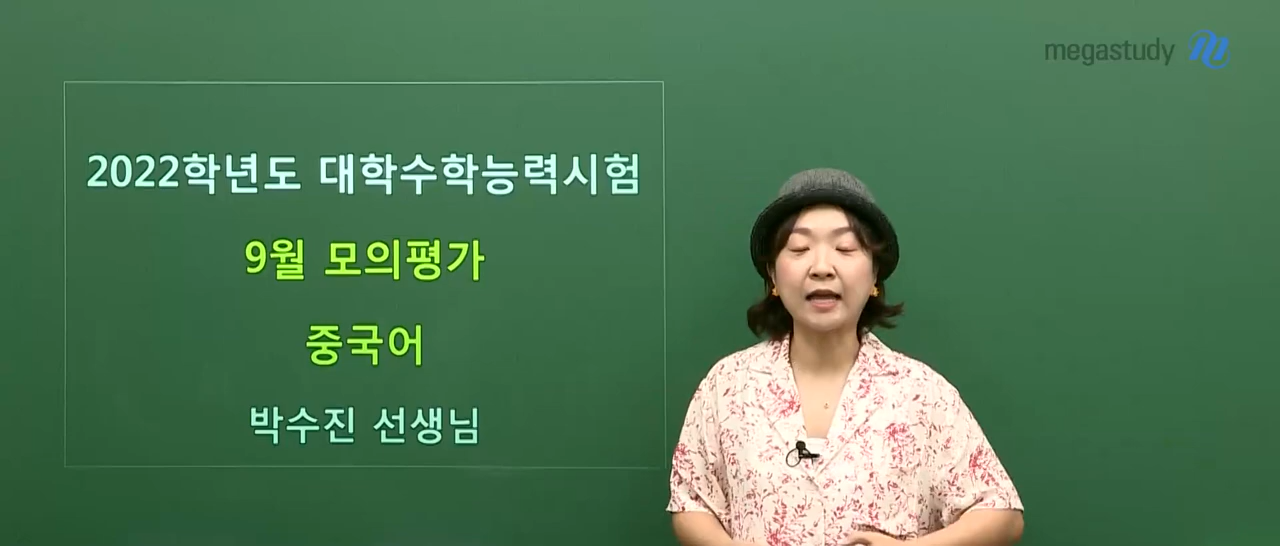 megastudy
2022학년도 대학수학능력시험
9월 모의평가
중국어
박수진 선생님